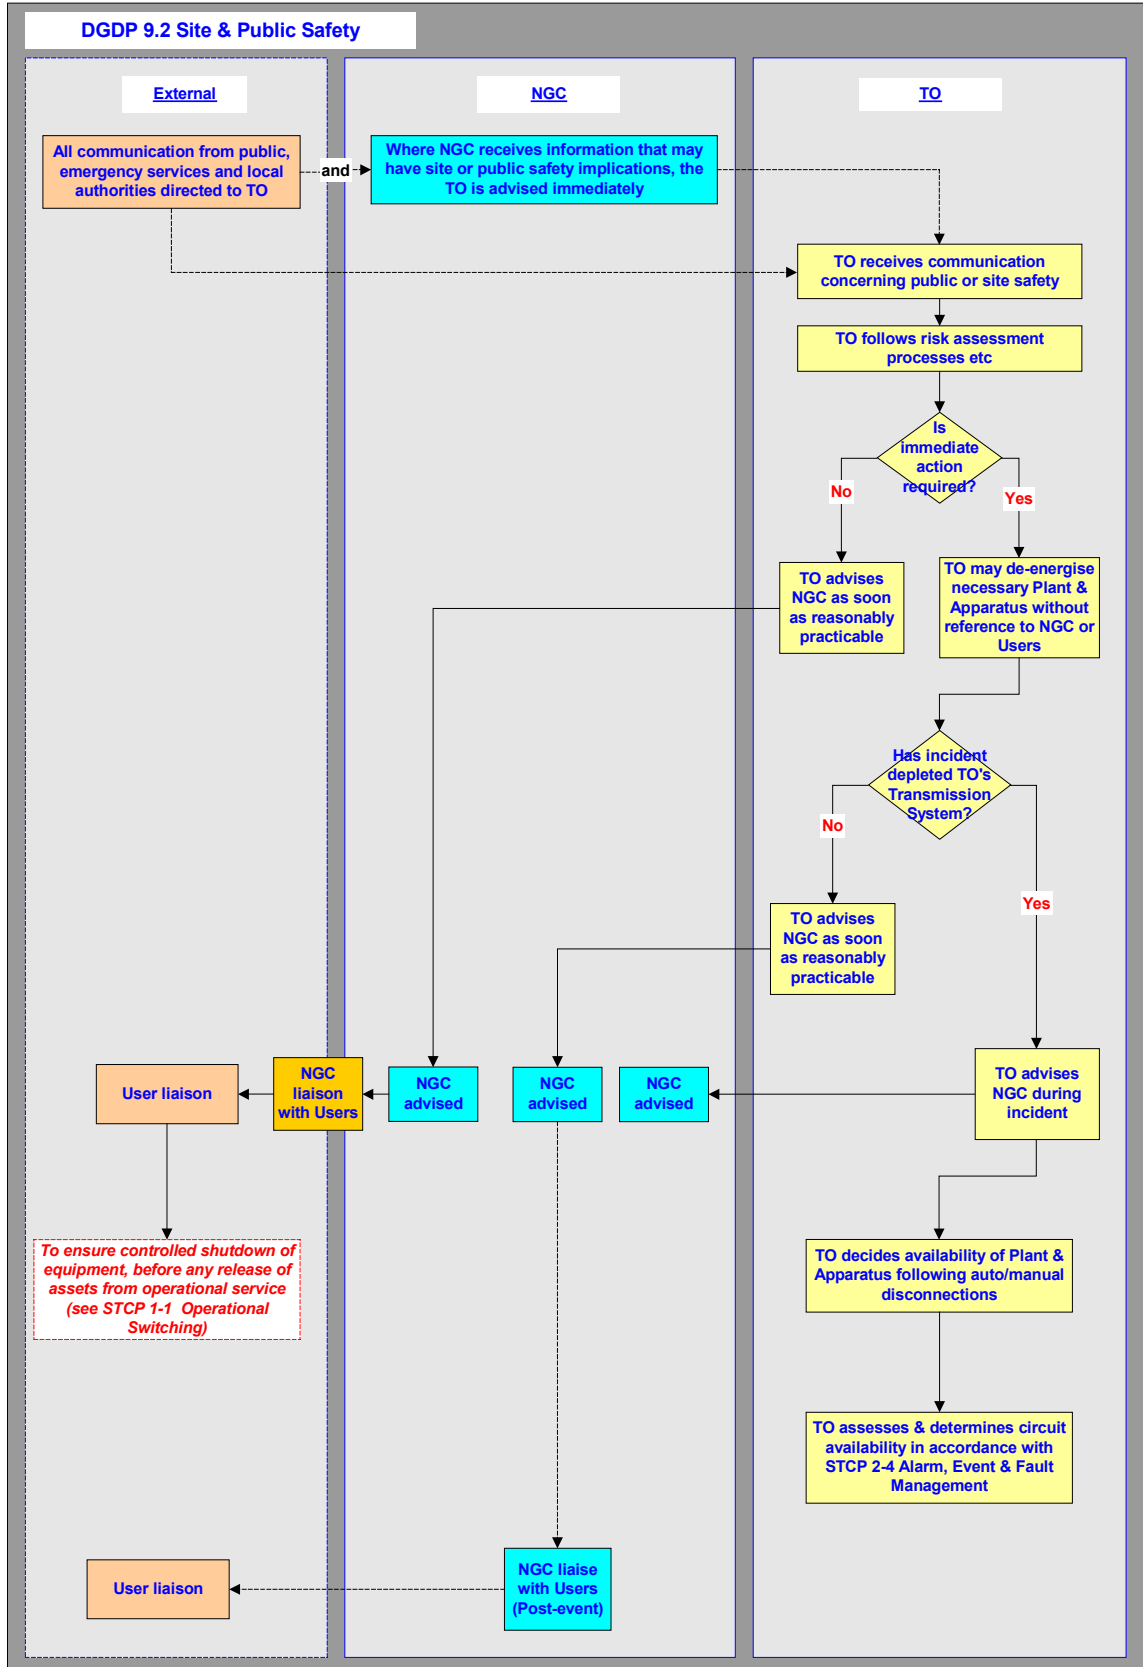 DGDP 9.2 Site & Public Safety
External
NGC
TO
All communication from public,
emergency services and local
authorities directed to TO
and
Where NGC receives information that may
have site or public safety implications, the
TO is advised immediately
TO receives communication
concerning public or site safety
TO follows risk assessment
processes etc
Is
immediate
action
required?
No
Yes
TO advises
NGC as soon
as reasonably
practicable
TO may de-energise
necessary Plant &
Apparatus without
reference to NGC or
Users
Has incident
depleted TO's
Transmission
System?
No
Yes
TO advises
NGC as soon
as reasonably
practicable
User liaison
NGC
liaison
with Users
NGC
advised
NGC
advised
NGC
advised
TO advises
NGC during
incident
To ensure controlled shutdown of
equipment, before any release of
assets from operational service
(see STCP 1-1 Operational
Switching)
TO decides availability of Plant &
Apparatus following auto/manual
disconnections
TO assesses & determines circuit
availability in accordance with
STCP 2-4 Alarm, Event & Fault
Management
User liaison
NGC liaise
with Users
(Post-event)